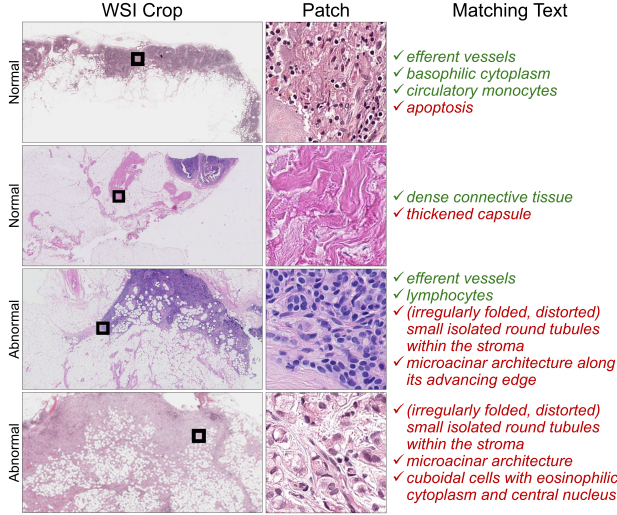 WSI Crop Patch Matching Text
Normal
✓ efferent vessels
✓ basophilic cytoplasm
✓ circulatory monocytes
✓ apoptosis
Normal
✓ dense connective tissue
✓ thickened capsule
Abnormal
✓ efferent vessels
✓ lymphocytes
✓ (irregularly folded, distorted)
small isolated round tubules
within the stroma
✓ microacinar architecture along
its advancing edge
Abnormal
✓ (irregularly folded, distorted)
small isolated round tubules
within the stroma
✓ microacinar architecture
✓ cuboidal cells with eosinophilic
cytoplasm and central nucleus